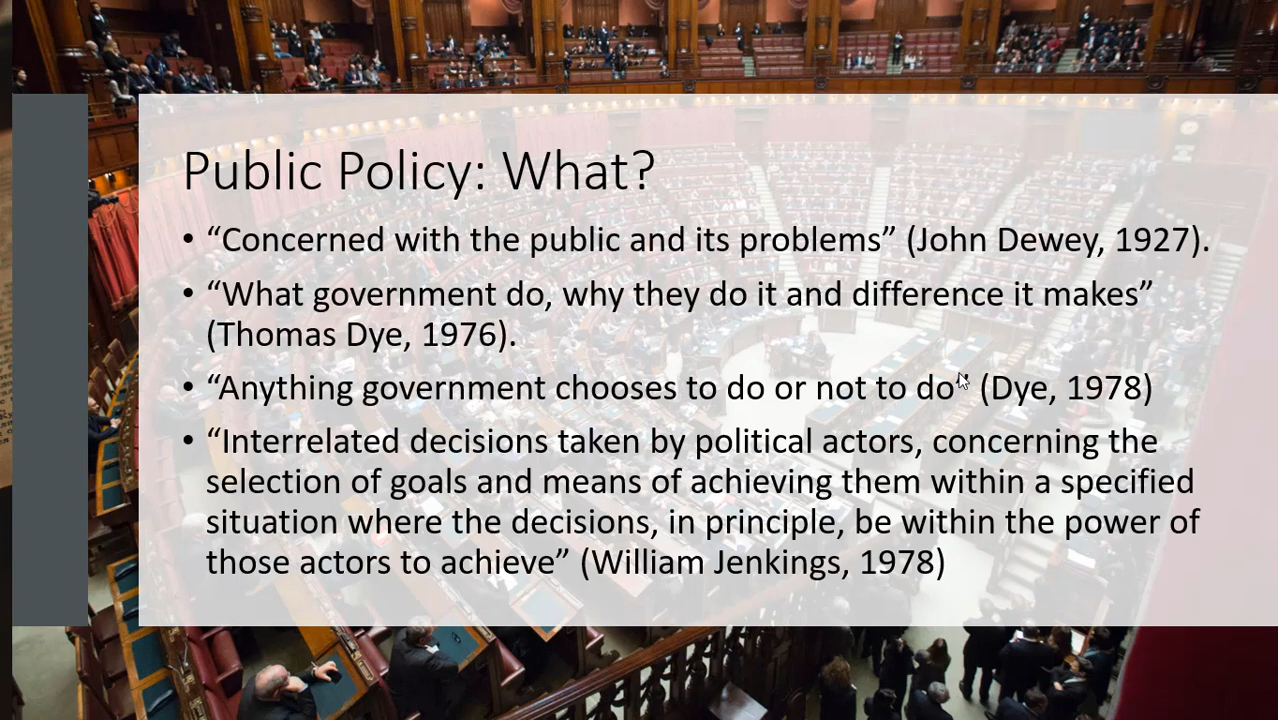 Public Policy: What?
• “Concerned with the public and its problems” (John Dewey, 1927).
• “What government do, why they do it and difference it makes”
(Thomas Dye, 1976).
• “Anything government chooses to do or not to do” (Dye, 1978)
• “Interrelated decisions taken by political actors, concerning the
selection of goals and means of achieving them within a specified
situation where the decisions, in principle, be within the power of
those actors to achieve” (William Jenkings, 1978)